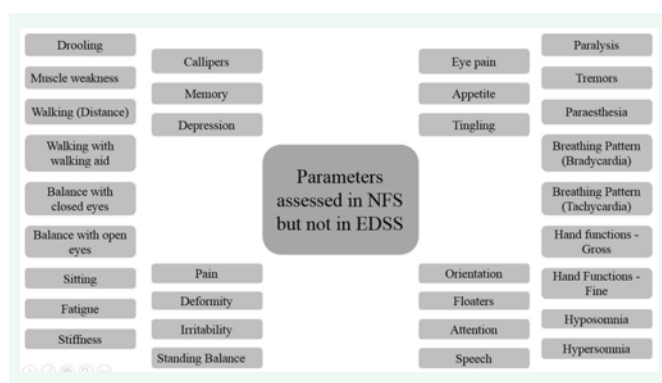 Drooling
Muscle weakness
Walking (Distance)
Walking with
walking aid
Balance with
closed eyes
Balance with open
eyes
Sitting
Fatigue
Stiffness
Callipers
Memory
Depression
Pain
Deformity
Irritability
Standing Balance
Parameters
assessed in NFS
but not in EDSS
Eye pain
Appetite
Tingling
Orientation
Floaters
Attention
Speech
Paralysis
Tremors
Paraesthesia
Breathing Pattern
(Bradycardia)
Breathing Pattern
(Tachycardia)
Hand functions -
Gross
Hand Functions -
Fine
Hyposomnia
Hypersomnia